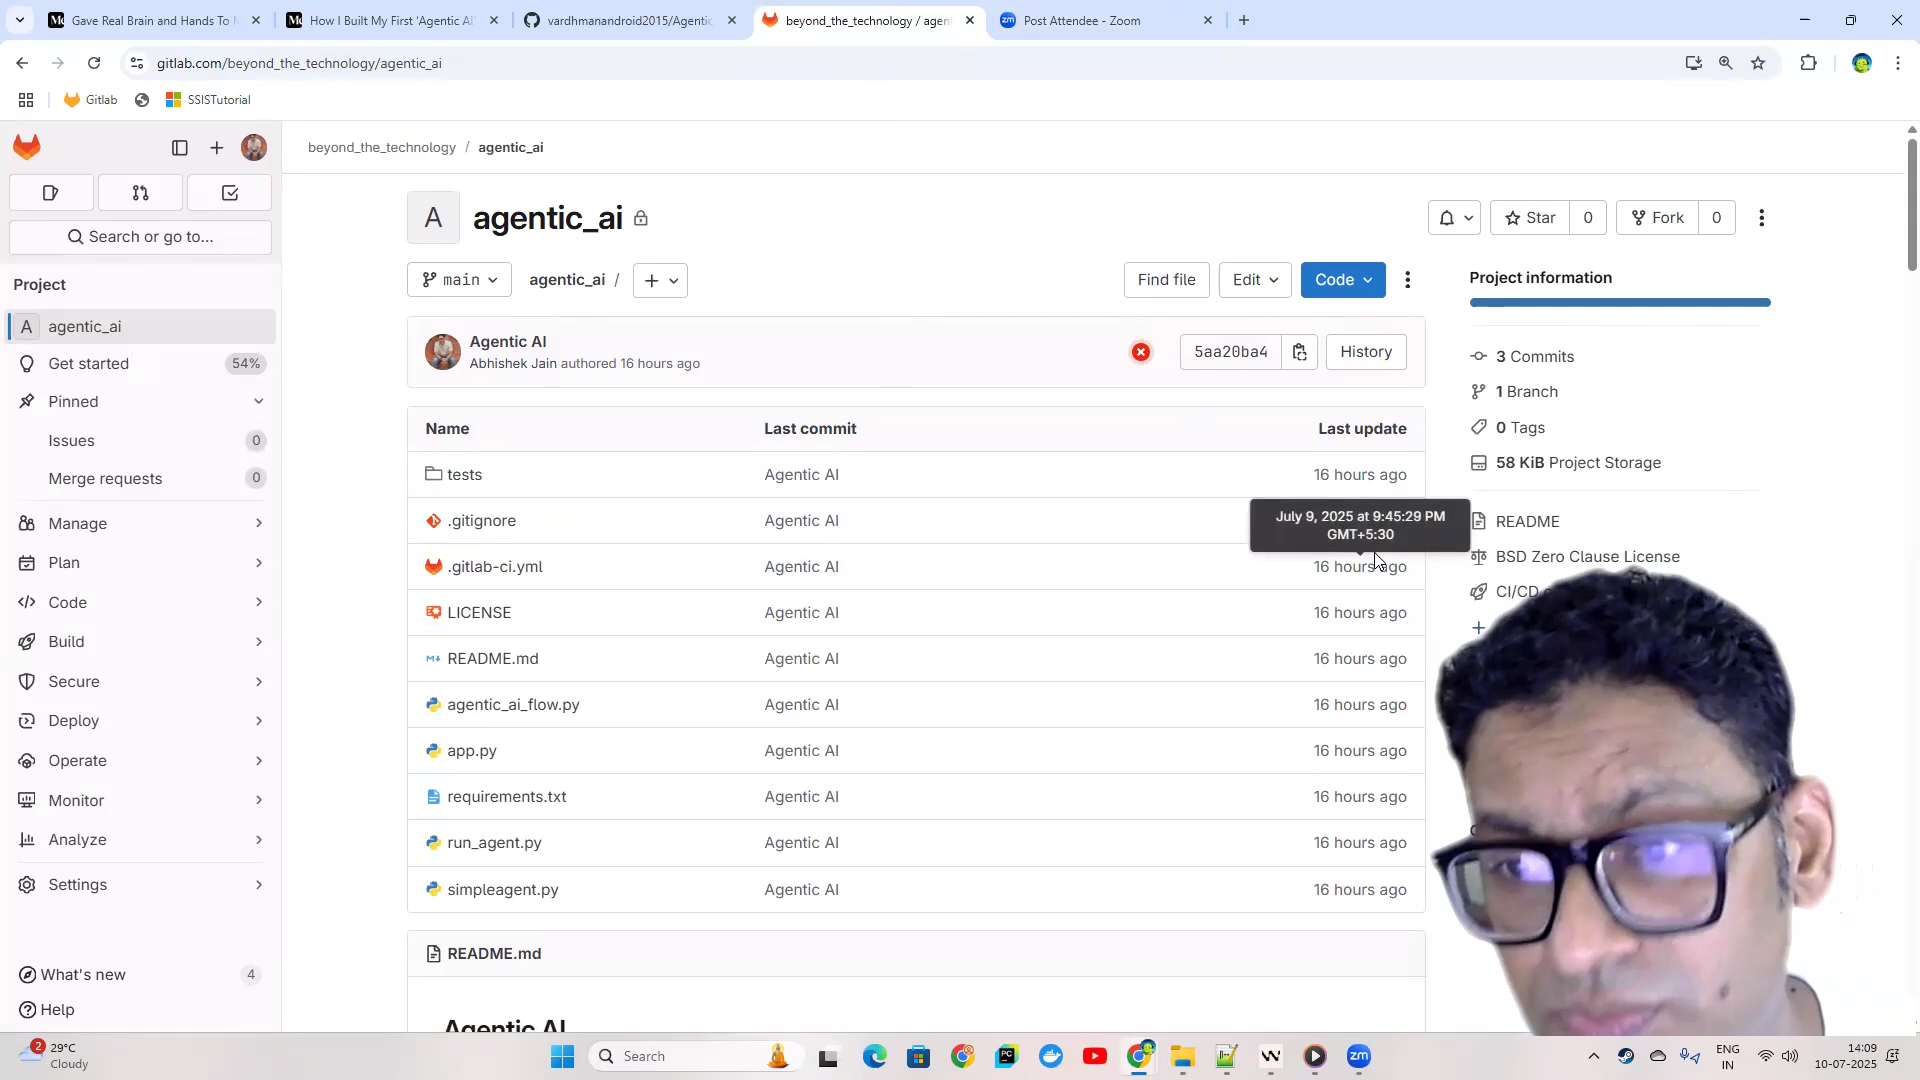 Gave Real Brain and Hands To M
How I Built My First 'Agentic AI'
vardhmanandroid2015/Agentic
beyond_the_technology / agen
zm
Post Attendee - Zoom
gitlab.com/beyond_the_technology/agentic_ai
Gitlab
SSISTutorial
beyond_the_technology / agentic_ai
Search or go to...
Project
A agentic_ai
Get started 54%
Pinned
Issues 0
Merge requests 0
Manage
Plan
Code
Build
Secure
Deploy
Operate
Monitor
Analyze
Settings
What's new 4
Help
A
agentic_ai
Star 0
Fork 0
main
agentic_ai /
Find file
Edit
Code
Agentic AI
Abhishek Jain authored 16 hours ago
5aa20ba4
History
Name Last commit Last update
tests Agentic AI 16 hours ago
.gitignore Agentic AI
July 9, 2025 at 9:45:29 PM
GMT+5:30
.gitlab-ci.yml Agentic AI 16 hours ago
LICENSE Agentic AI 16 hours ago
README.md Agentic AI 16 hours ago
agentic_ai_flow.py Agentic AI 16 hours ago
app.py Agentic AI 16 hours ago
requirements.txt Agentic AI 16 hours ago
run_agent.py Agentic AI 16 hours ago
simpleagent.py Agentic AI 16 hours ago
README.md
Agentic AI
Project information
3 Commits
1 Branch
0 Tags
58 KiB Project Storage
README
BSD Zero Clause License
CI/CD
2
29°C
Cloudy
Search
PC
zm
ENG
IN
14:09
10-07-2025